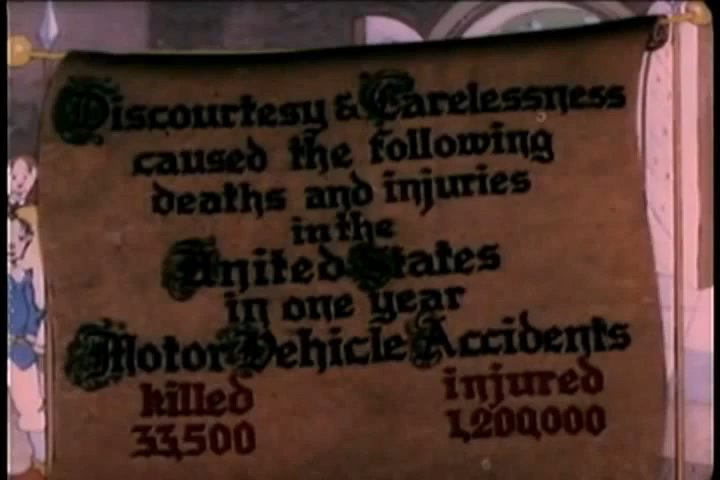 Discourtesy & Carelessness
caused the following
deaths and injuries
in the
United States
in one year
Motor Vehicle Accidents
killed injured
33,500 1,200,000